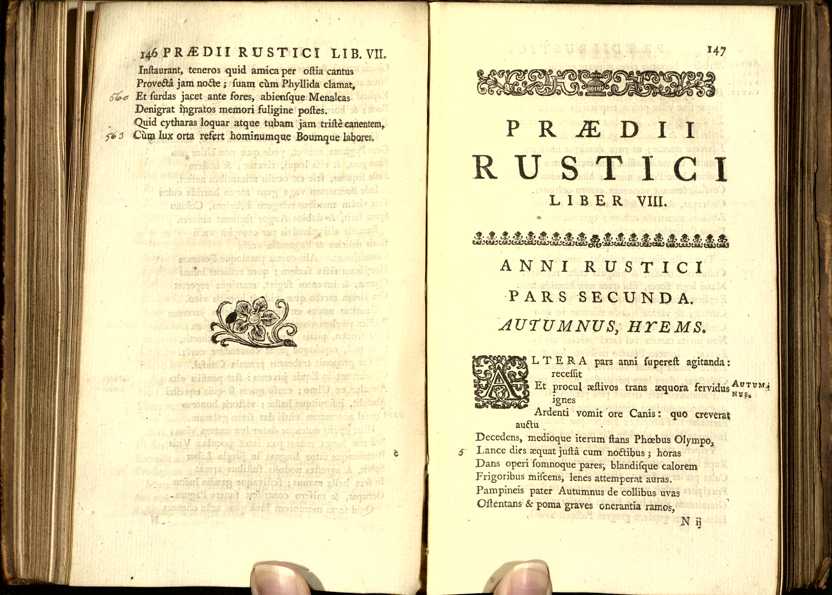 146 PRÆDII RUSTICI LIB. VII.
Inſtaurant, teneros quid amica per oſtia cantus
Provectâ jam nocte; ſuam cùm Phyllida clamat,
560 Et ſurdas jacet ante fores, abienſque Menalcas
Denigrat ingratos memori fuligine poſtes.
Quid cytharas loquar atque tubam jam triſtè canentem,
563 Cùm lux orta refert hominumque Boumque labores.
147
PRÆDII
RUSTICI
LIBER VIII.
ANNI RUSTICI
PARS SECUNDA.
AUTUMNUS, HYEMS.
ALTERA pars anni ſupereſt agitanda:
receſſit
Et procul æſtivos trans æquora fervidus AUTUM-
NUS.
ignes
Ardenti vomit ore Canis: quo creverat
auctu
Decedens, medioque iterum ſtans Phœbus Olympo,
5 Lance dies æquat juſtâ cum noctibus; horas
Dans operi ſomnoque pares, blandiſque calorem
Frigoribus miſcens, lenes attemperat auras.
Pampineis pater Autumnus de collibus uvas
Oſtentans & poma graves onerantia ramos,
N ij